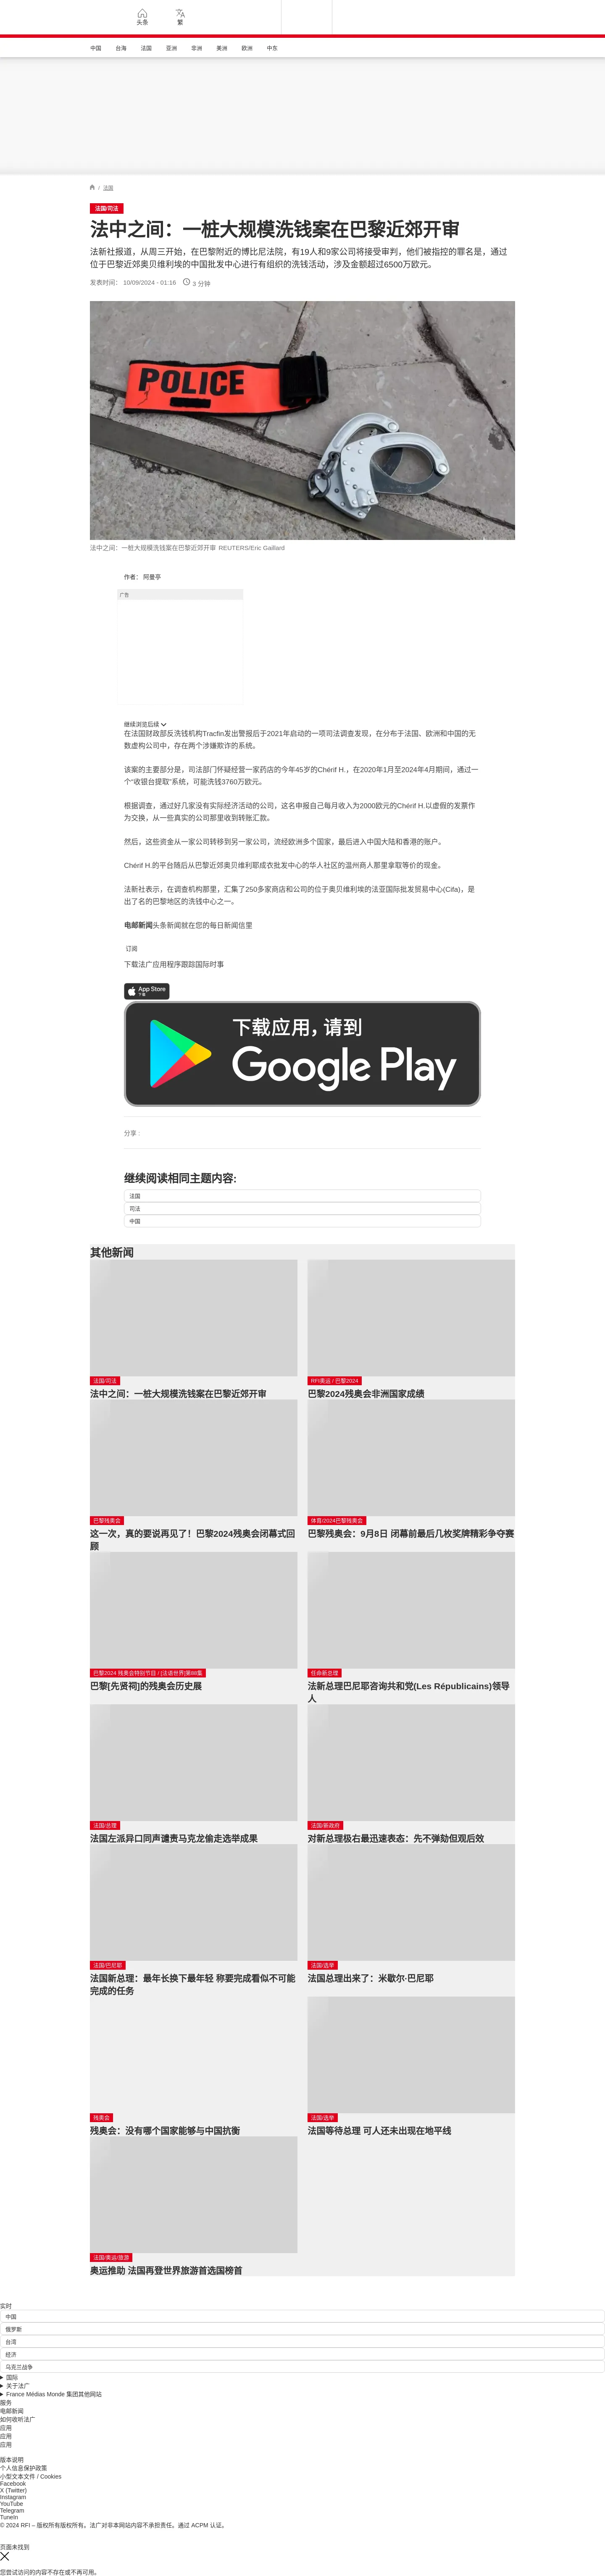 头条
繁
中国 台海 法国 亚洲 非洲 美洲 欧洲 中东
/ 法国
法国/司法
法中之间：一桩大规模洗钱案在巴黎近郊开审
法新社报道，从周三开始，在巴黎附近的博比尼法院，有19人和9家公司将接受审判，他们被指控的罪名是，通过
位于巴黎近郊奥贝维利埃的中国批发中心进行有组织的洗钱活动，涉及金额超过6500万欧元。
发表时间： 10/09/2024 - 01:16 3 分钟
POLICE
法中之间：一桩大规模洗钱案在巴黎近郊开审 REUTERS/Eric Gaillard
作者： 阿曼亭
广告
继续浏览后续
在法国财政部反洗钱机构Tracfin发出警报后于2021年启动的一项司法调查发现，在分布于法国、欧洲和中国的无
数虚构公司中，存在两个涉嫌欺诈的系统。
该案的主要部分是，司法部门怀疑经营一家药店的今年45岁的Chérif H.，在2020年1月至2024年4月期间，通过一
个“收银台提取”系统，可能洗钱3760万欧元。
根据调查，通过好几家没有实际经济活动的公司，这名申报自己每月收入为2000欧元的Chérif H.以虚假的发票作
为交换，从一些真实的公司那里收到转账汇款。
然后，这些资金从一家公司转移到另一家公司，流经欧洲多个国家，最后进入中国大陆和香港的账户。
Chérif H.的平台随后从巴黎近郊奥贝维利耶成衣批发中心的华人社区的温州商人那里拿取等价的现金。
法新社表示，在调查机构那里，汇集了250多家商店和公司的位于奥贝维利埃的法亚国际批发贸易中心(Cifa)，是
出了名的巴黎地区的洗钱中心之一。
电邮新闻头条新闻就在您的每日新闻信里
订阅
下载法广应用程序跟踪国际时事
App Store
下载
下载应用，请到
Google Play
分享 :
继续阅读相同主题内容:
法国
司法
中国
其他新闻
法国/司法
法中之间：一桩大规模洗钱案在巴黎近郊开审
RFI奥运 / 巴黎2024
巴黎2024残奥会非洲国家成绩
巴黎残奥会
这一次，真的要说再见了！巴黎2024残奥会闭幕式回
顾
体育/2024巴黎残奥会
巴黎残奥会：9月8日 闭幕前最后几枚奖牌精彩争夺赛
巴黎2024 残奥会特别节目 / [法语世界]第88集
巴黎[先贤祠]的残奥会历史展
任命新总理
法新总理巴尼耶咨询共和党(Les Républicains)领导
人
法国/总理
法国左派异口同声谴责马克龙偷走选举成果
法国/新政府
对新总理极右最迅速表态：先不弹劾但观后效
法国/巴尼耶
法国新总理：最年长换下最年轻 称要完成看似不可能
完成的任务
法国/选举
法国总理出来了：米歇尔·巴尼耶
残奥会
残奥会：没有哪个国家能够与中国抗衡
法国/选举
法国等待总理 可人还未出现在地平线
法国/奥运/旅游
奥运推助 法国再登世界旅游首选国榜首
实时
中国
俄罗斯
台湾
经济
乌克兰战争
国际
关于法广
France Médias Monde 集团其他网站
服务
电邮新闻
如何收听法广
应用
应用
应用
版本说明
个人信息保护政策
小型文本文件 / Cookies
Facebook
X (Twitter)
Instagram
YouTube
Telegram
TuneIn
© 2024 RFI – 版权所有版权所有。法广对非本网站内容不承担责任。通过 ACPM 认证。
页面未找到
您尝试访问的内容不存在或不再可用。